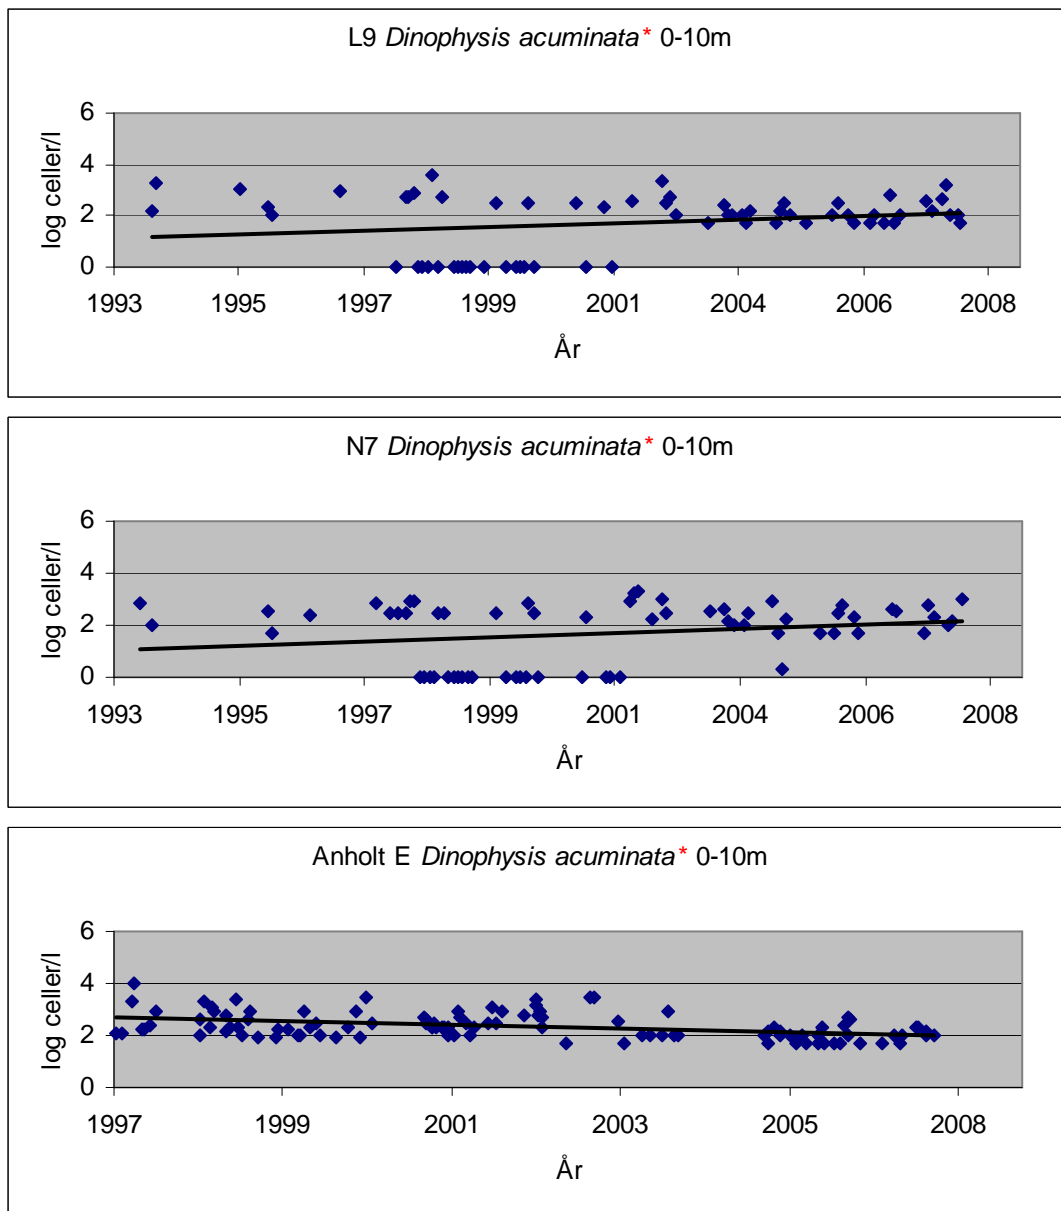 L9 Dinophysis acuminata* 0-10m
6
4
2
0
log celler/l
1993 1995 1997 1999 2001 2004 2006 2008
År
N7 Dinophysis acuminata* 0-10m
6
4
2
0
log celler/l
1993 1995 1997 1999 2001 2004 2006 2008
År
Anholt E Dinophysis acuminata* 0-10m
6
4
2
0
log celler/l
1997 1999 2001 2003 2005 2008
År